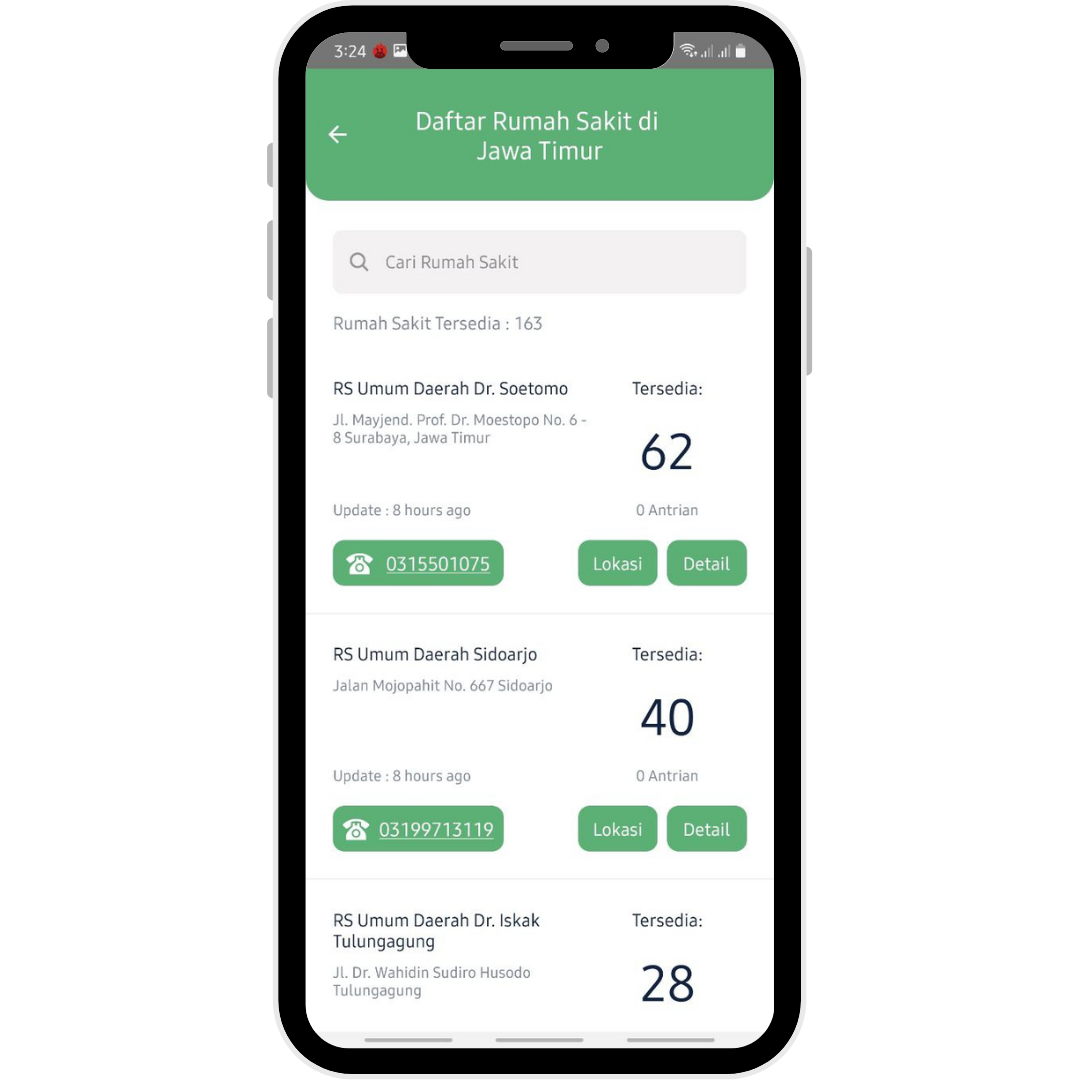 3:24
Daftar Rumah Sakit di
Jawa Timur
Cari Rumah Sakit
Rumah Sakit Tersedia : 163
RS Umum Daerah Dr. Soetomo
Tersedia:
Jl. Mayjend. Prof. Dr. Moestopo No. 6 -
8 Surabaya, Jawa Timur
62
Update : 8 hours ago
0 Antrian
0315501075
Lokasi
Detail
RS Umum Daerah Sidoarjo
Tersedia:
Jalan Mojopahit No. 667 Sidoarjo
40
Update : 8 hours ago
0 Antrian
03199713119
Lokasi
Detail
RS Umum Daerah Dr. Iskak
Tulungagung
Tersedia:
Jl. Dr. Wahidin Sudiro Husodo
Tulungagung
28